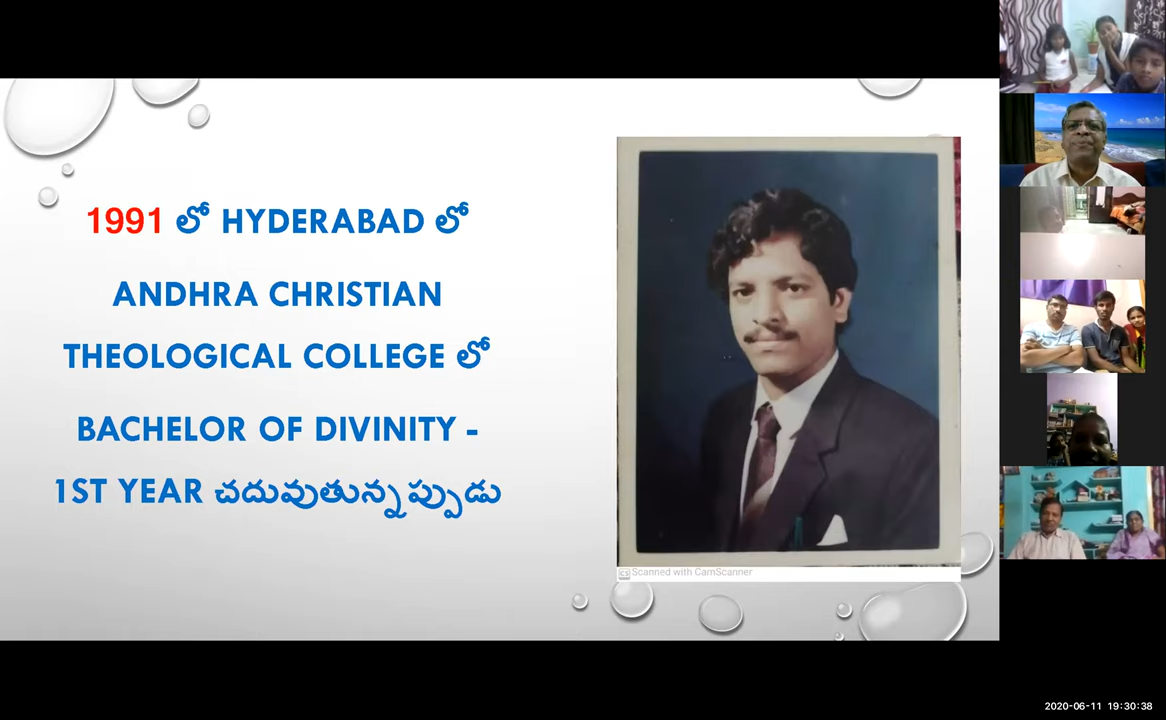 1991 లో HYDERABAD లో
ANDHRA CHRISTIAN
THEOLOGICAL COLLEGE లో
BACHELOR OF DIVINITY -
1ST YEAR చదువుతున్నప్పుడు
CS Scanned with CamScanner
2020-06-11 19:30:38